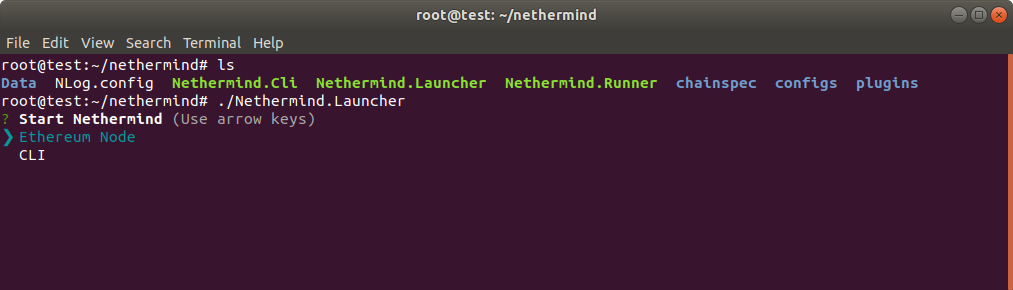 root@test: ~/nethermind
File Edit View Search Terminal Help
root@test:~/nethermind# ls
Data NLog.config Nethermind.Cli Nethermind.Launcher Nethermind.Runner chainspec configs plugins
root@test:~/nethermind# ./Nethermind.Launcher
? Start Nethermind (Use arrow keys)
❯ Ethereum Node
CLI